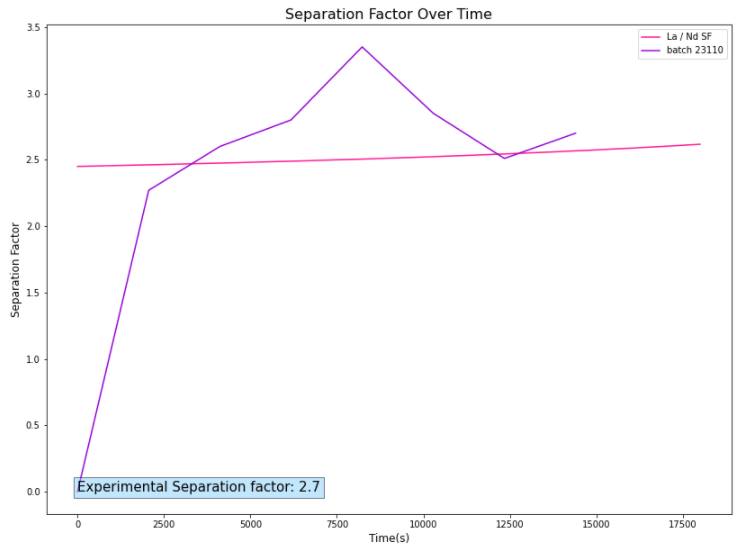 Separation Factor Over Time
3.5
La / Nd SF
batch 23110
3.0
2.5
2.0
Separation Factor
1.5
1.0
0.5
0.0
Experimental Separation factor: 2.7
0 2500 5000 7500 10000 12500 15000 17500
Time(s)